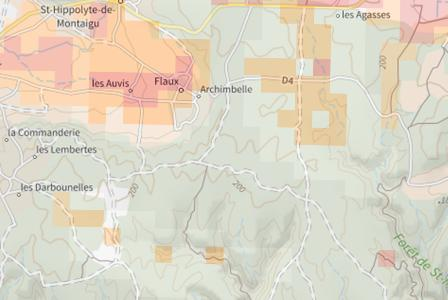 St-Hippolyte-de-
Montaigu
les Agasses
les Auvis
Flaux
Archimbelle
D4
200
la Commanderie
les Lembertes
les Darbounelles
200
200
Forêt de St